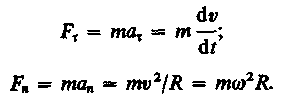 Fτ = maτ = m dv/dt;
Fn = man = mv²/R = mω²R.